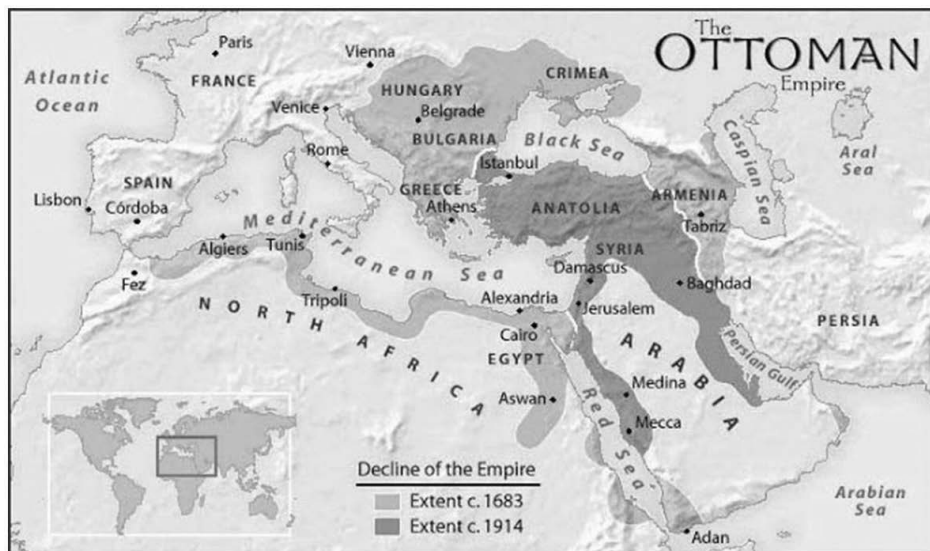 The
OTTOMAN
Empire
Paris
Vienna
FRANCE
CRIMEA
Atlantic
Ocean
HUNGARY
Venice
Belgrade
BULGARIA
Black Sea
Caspian Sea
Aral
Sea
Rome
Istanbul
SPAIN
GREECE
ARMENIA
Lisbon
Córdoba
Athens
ANATOLIA
Tabriz
Mediterranean Sea
Algiers
Tunis
SYRIA
Damascus
Fez
Tripoli
Alexandria
Jerusalem
Baghdad
NORTH AFRICA
Cairo
PERSIA
EGYPT
ARABIA
Persian Gulf
Aswan
Medina
Red Sea
Mecca
Decline of the Empire
Extent c. 1683
Extent c. 1914
Arabian
Sea
Adan